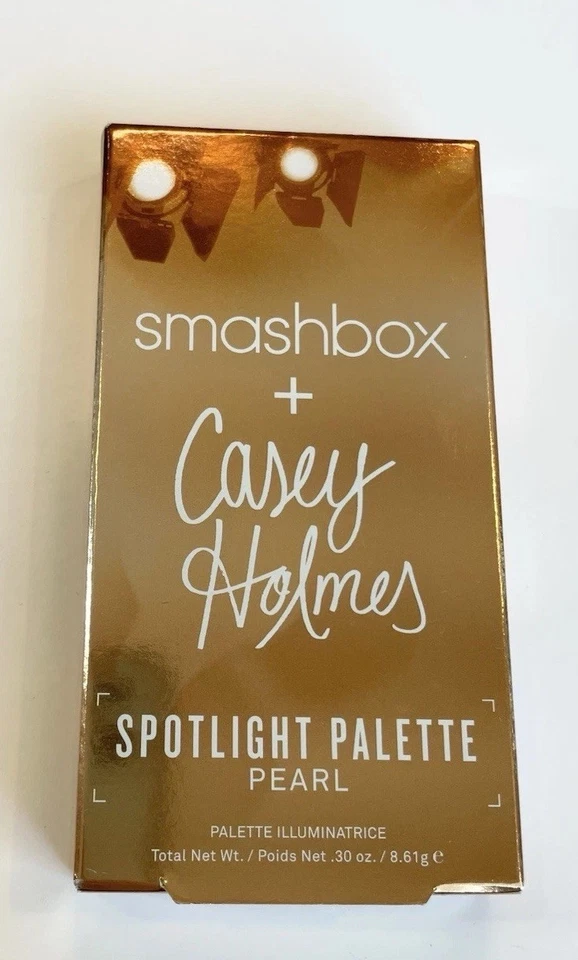 smashbox
+
Casey
Holmes
SPOTLIGHT PALETTE
PEARL
PALETTE ILLUMINATRICE
Total Net Wt. / Poids Net .30 oz. / 8.61g ℮